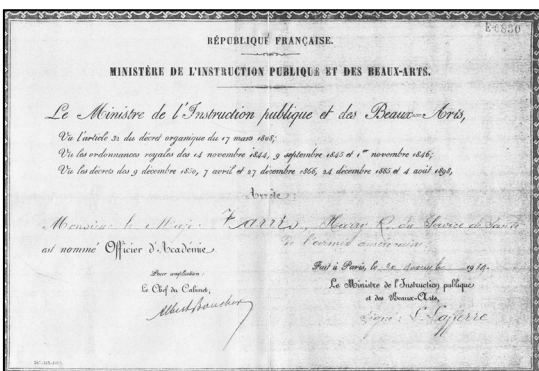 E-6830
RÉPUBLIQUE FRANÇAISE.
MINISTÈRE DE L'INSTRUCTION PUBLIQUE ET DES BEAUX-ARTS.
Le Ministre de l'Instruction publique et des Beaux-Arts,
Vu l'article 32 du décret organique du 17 mars 1808;
Vu les ordonnances royales des 14 novembre 1844, 9 septembre 1845 et 1er novembre 1846;
Vu les décrets des 9 décembre 1850, 7 avril et 27 décembre 1866, 24 décembre 1885 et 4 août 1898,
Arrête:
Monsieur le Major Harris, Henry R. du Service de Santé
de l'armée américaine
est nommé Officier d'Académie.
Pour ampliation:
Le Chef du Cabinet,
Fait à Paris, le novembre 1919.
Le Ministre de l'Instruction publique
et des Beaux-Arts,
Signé: L. Lafferre